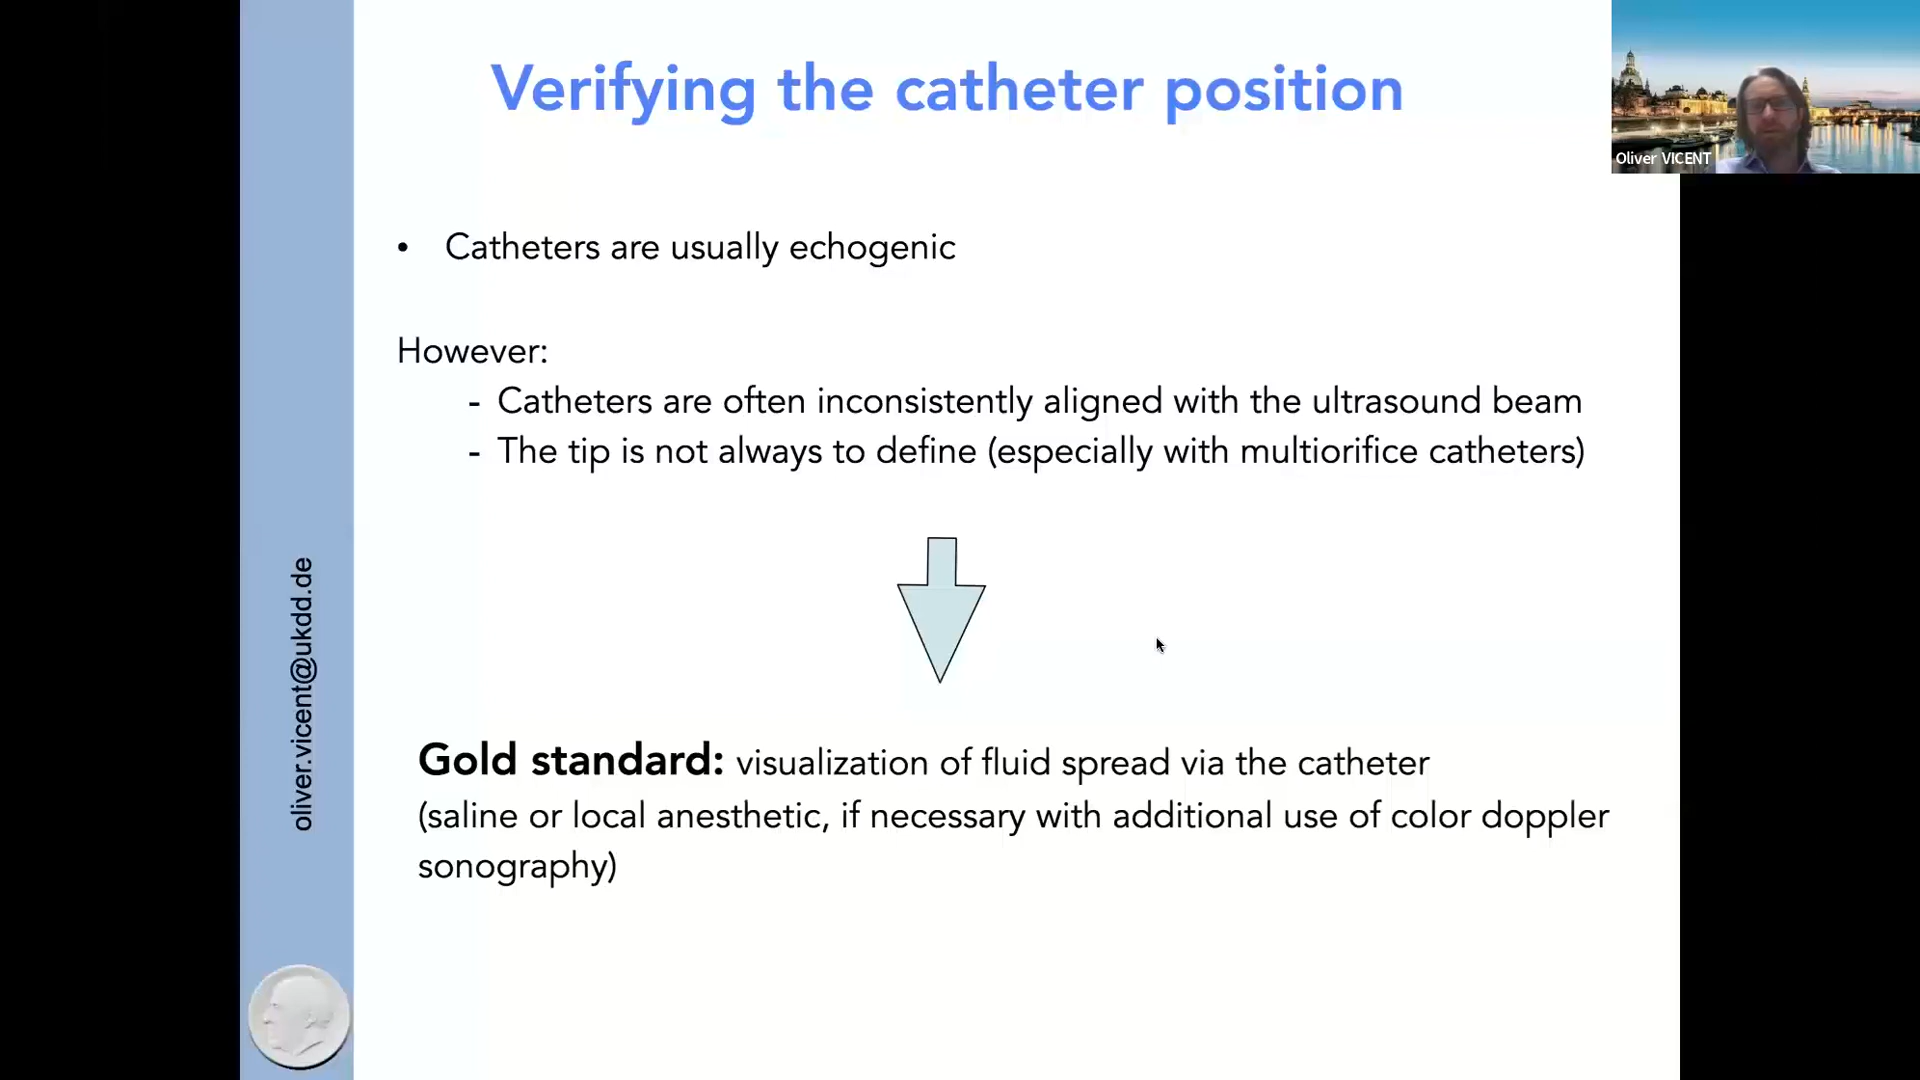 Verifying the catheter position
Oliver VICENT
• Catheters are usually echogenic
However:
- Catheters are often inconsistently aligned with the ultrasound beam
- The tip is not always to define (especially with multiorifice catheters)
Gold standard: visualization of fluid spread via the catheter
(saline or local anesthetic, if necessary with additional use of color doppler
sonography)
oliver.vicent@ukdd.de